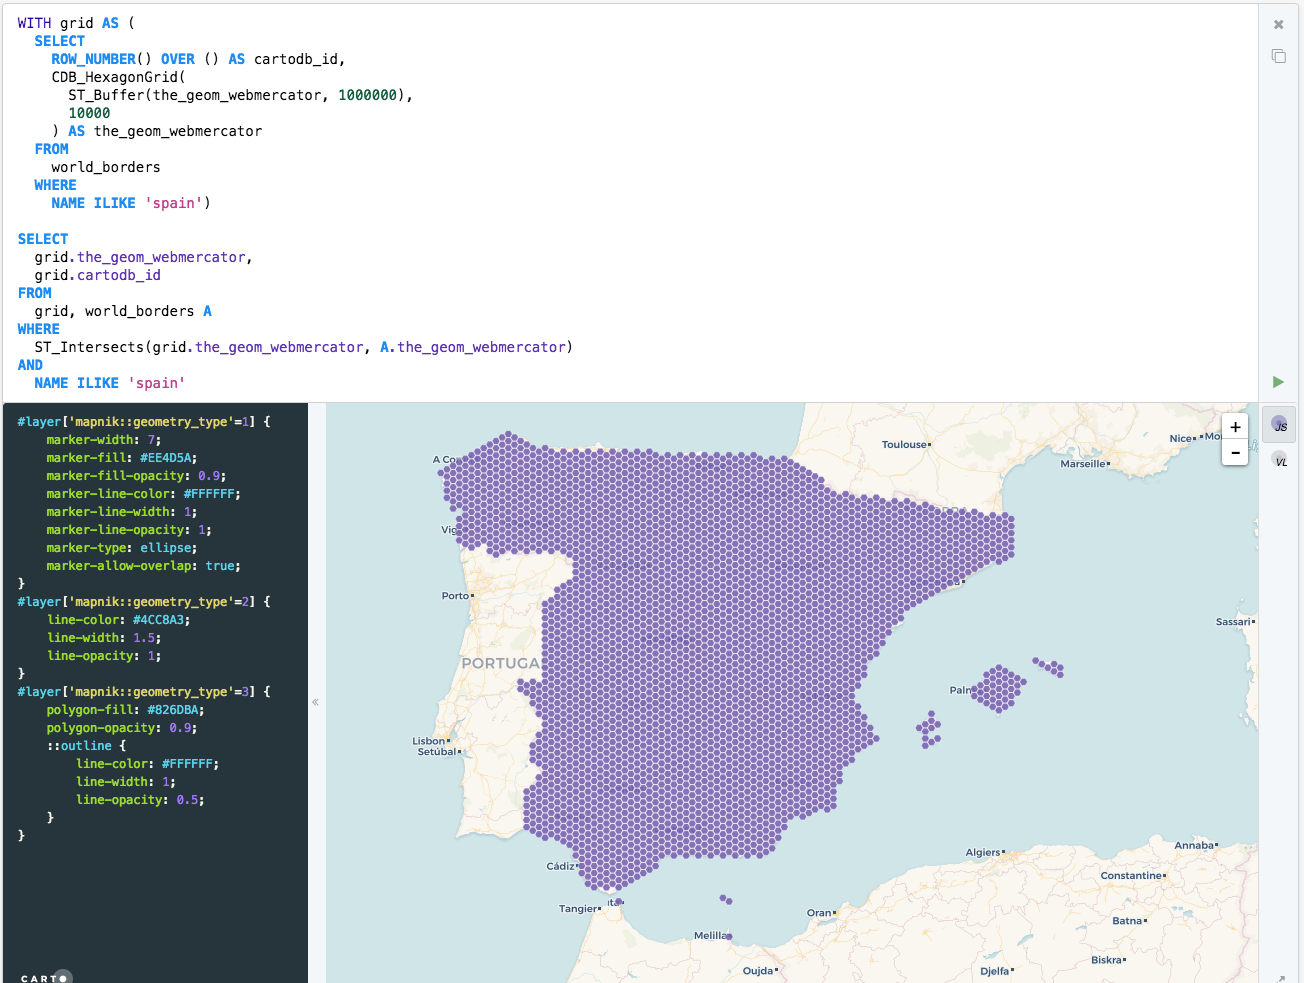 WITH grid AS (
SELECT
ROW_NUMBER() OVER () AS cartodb_id,
CDB_HexagonGrid(
ST_Buffer(the_geom_webmercator, 1000000),
10000
) AS the_geom_webmercator
FROM
world_borders
WHERE
NAME ILIKE 'spain')
SELECT
grid.the_geom_webmercator,
grid.cartodb_id
FROM
grid, world_borders A
WHERE
ST_Intersects(grid.the_geom_webmercator, A.the_geom_webmercator)
AND
NAME ILIKE 'spain'
#layer['mapnik::geometry_type'=1] {
marker-width: 7;
marker-fill: #EE4D5A;
marker-fill-opacity: 0.9;
marker-line-color: #FFFFFF;
marker-line-width: 1;
marker-line-opacity: 1;
marker-type: ellipse;
marker-allow-overlap: true;
}
#layer['mapnik::geometry_type'=2] {
line-color: #4CC8A3;
line-width: 1.5;
line-opacity: 1;
}
#layer['mapnik::geometry_type'=3] {
polygon-fill: #826DBA;
polygon-opacity: 0.9;
::outline {
line-color: #FFFFFF;
line-width: 1;
line-opacity: 0.5;
}
}
CARTO
«
+
-
JS
VL
Toulouse
Nice
Mo
Marseille
A Co
Vig
Porto
PORTUGA
Sassari
Palm
Lisbon
Setúbal
Cádiz
Algiers
Annaba
Constantine
Tangier
Oran
Batna
Melilla
Biskra
Oujda
Djelfa